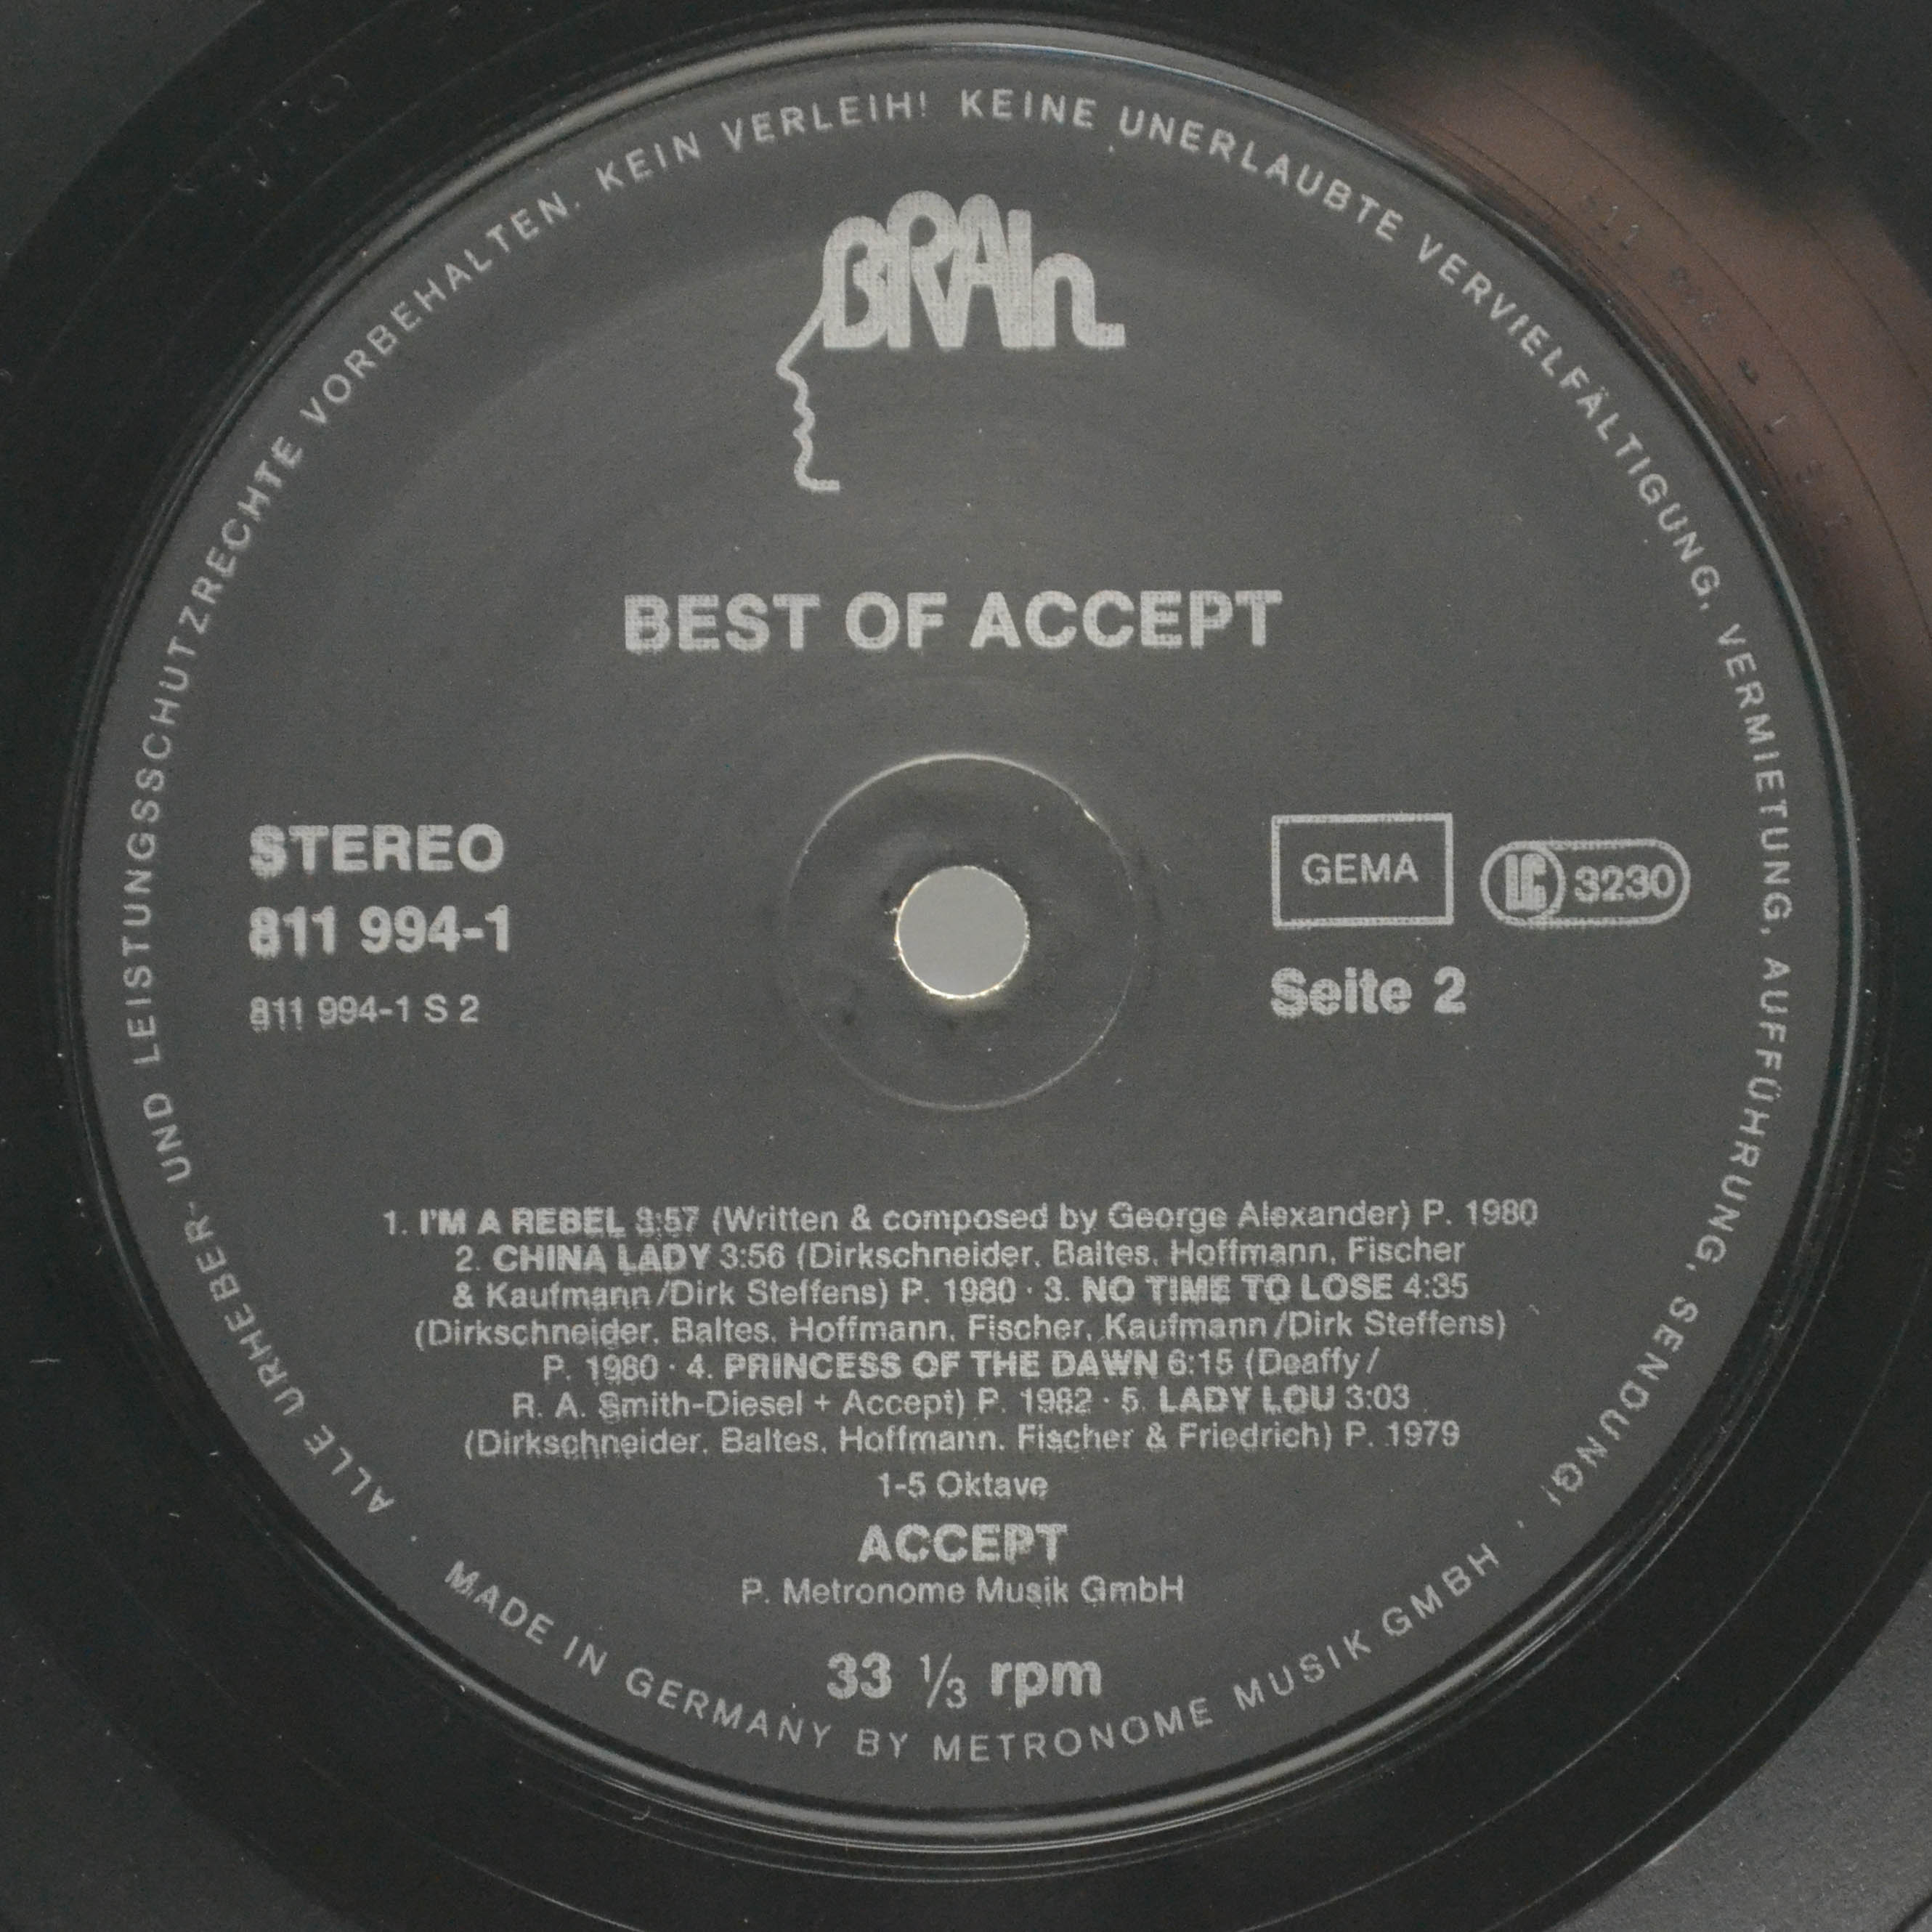 ALLE URHEBER- UND LEISTUNGSSCHUTZRECHTE VORBEHALTEN. KEIN VERLEIH! KEINE UNERLAUBTE VERVIELFÄLTIGUNG, VERMIETUNG, AUFFÜHRUNG, SENDUNG!
BRAIn
BEST OF ACCEPT
STEREO
811 994-1
811 994-1 S 2
GEMA
LC 3230
Seite 2
1. I'M A REBEL 3:57 (Written & composed by George Alexander) P. 1980
2. CHINA LADY 3:56 (Dirkschneider, Baltes, Hoffmann, Fischer
& Kaufmann/Dirk Steffens) P. 1980 · 3. NO TIME TO LOSE 4:35
(Dirkschneider, Baltes, Hoffmann, Fischer, Kaufmann/Dirk Steffens)
P. 1980 · 4. PRINCESS OF THE DAWN 6:15 (Deaffy/
R. A. Smith-Diesel + Accept) P. 1982 · 5. LADY LOU 3:03
(Dirkschneider, Baltes, Hoffmann, Fischer & Friedrich) P. 1979
1-5 Oktave
ACCEPT
P. Metronome Musik GmbH
33 1/3 rpm
MADE IN GERMANY BY METRONOME MUSIK GMBH